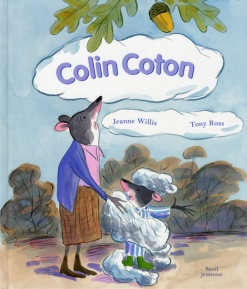 Colin Coton
Jeanne Willis Tony Ross
Seuil
jeunesse